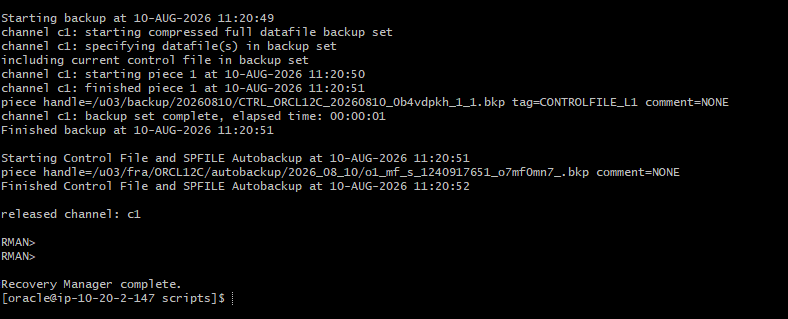 Starting backup at 10-AUG-2026 11:20:49
channel c1: starting compressed full datafile backup set
channel c1: specifying datafile(s) in backup set
including current control file in backup set
channel c1: starting piece 1 at 10-AUG-2026 11:20:50
channel c1: finished piece 1 at 10-AUG-2026 11:20:51
piece handle=/u03/backup/20260810/CTRL_ORCL12C_20260810_0b4vdpkh_1_1.bkp tag=CONTROLFILE_L1 comment=NONE
channel c1: backup set complete, elapsed time: 00:00:01
Finished backup at 10-AUG-2026 11:20:51
Starting Control File and SPFILE Autobackup at 10-AUG-2026 11:20:51
piece handle=/u03/fra/ORCL12C/autobackup/2026_08_10/o1_mf_s_1240917651_o7mf0mn7_.bkp comment=NONE
Finished Control File and SPFILE Autobackup at 10-AUG-2026 11:20:52
released channel: c1
RMAN>
RMAN>
Recovery Manager complete.
[oracle@ip-10-20-2-147 scripts]$